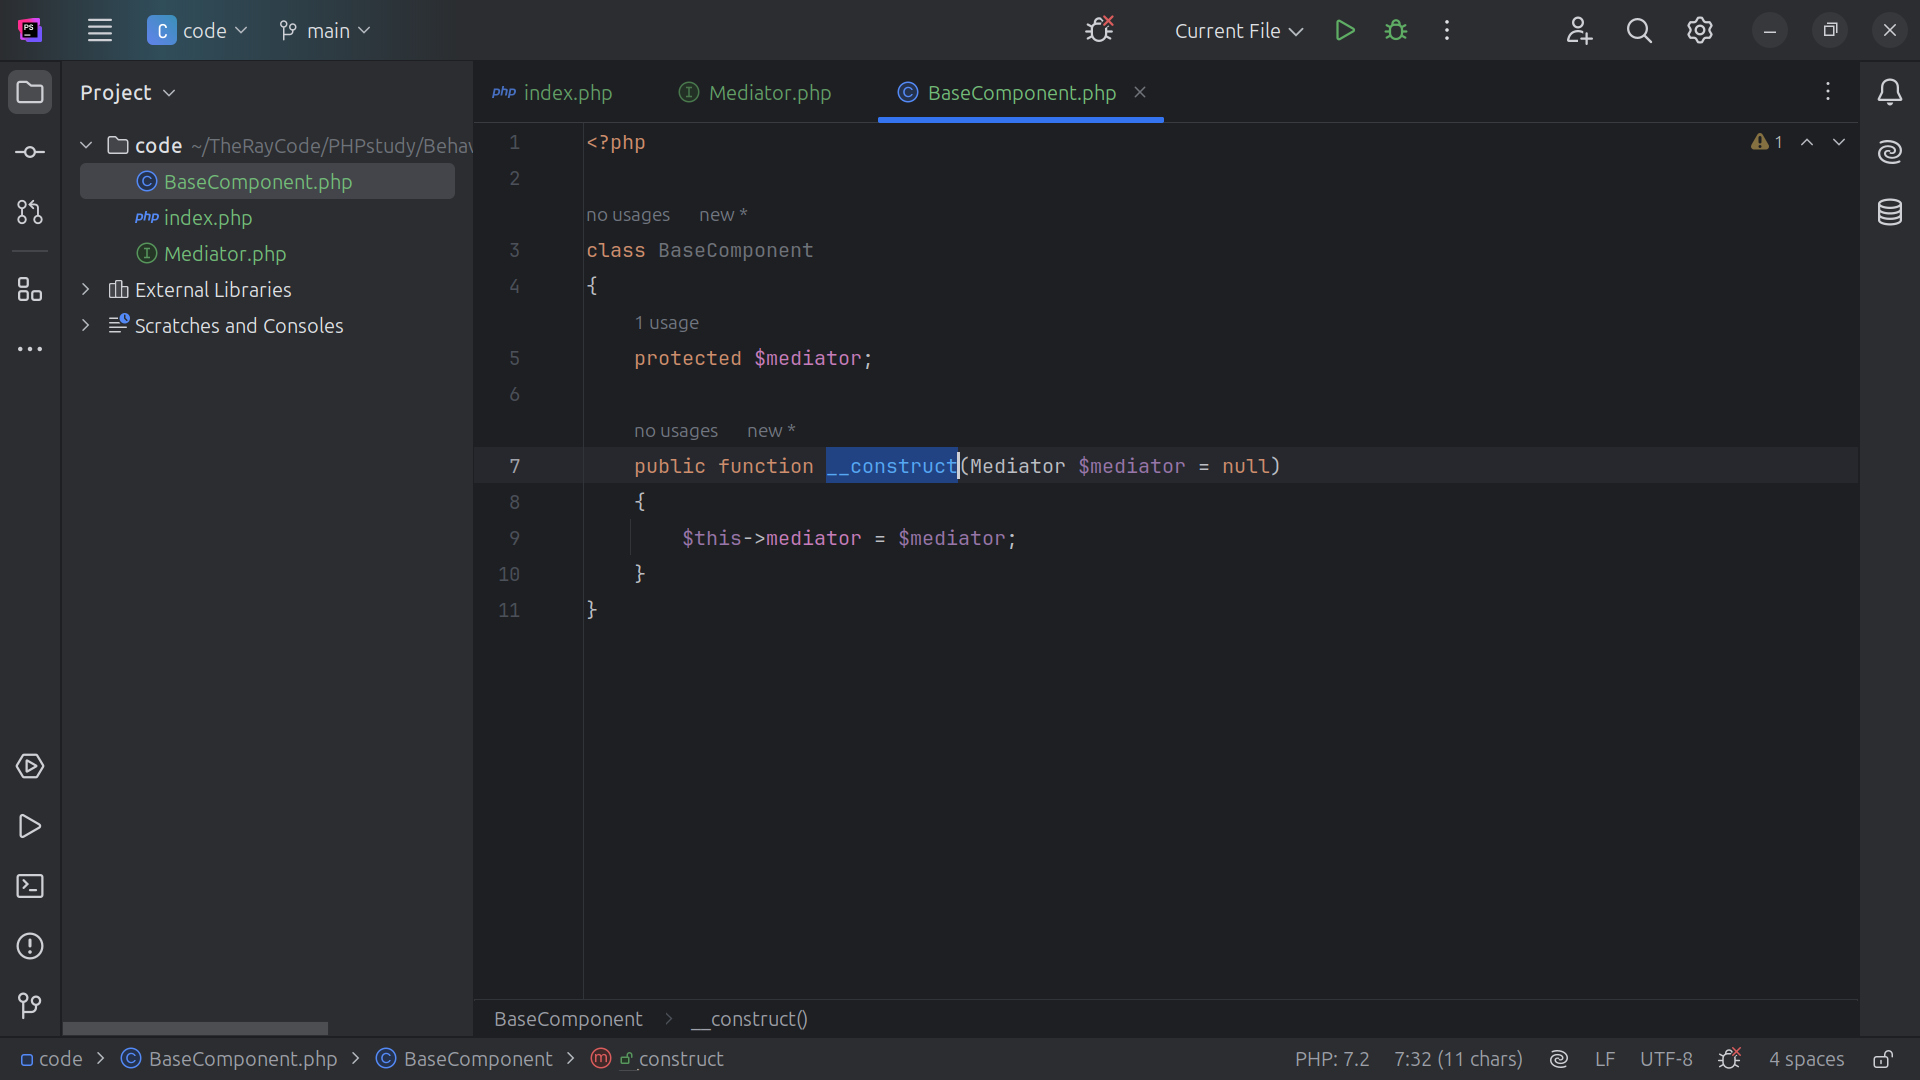 PS
C code main Current File
Project
code ~/TheRayCode/PHPstudy/Behav
BaseComponent.php
php index.php
Mediator.php
External Libraries
Scratches and Consoles
php index.php Mediator.php BaseComponent.php
1 <?php 1
2
no usages new *
3 class BaseComponent
4 {
1 usage
5 protected $mediator;
6
no usages new *
7 public function __construct(Mediator $mediator = null)
8 {
9 $this->mediator = $mediator;
10 }
11 }
BaseComponent > __construct()
code > BaseComponent.php > BaseComponent > __construct PHP: 7.2 7:32 (11 chars) LF UTF-8 4 spaces